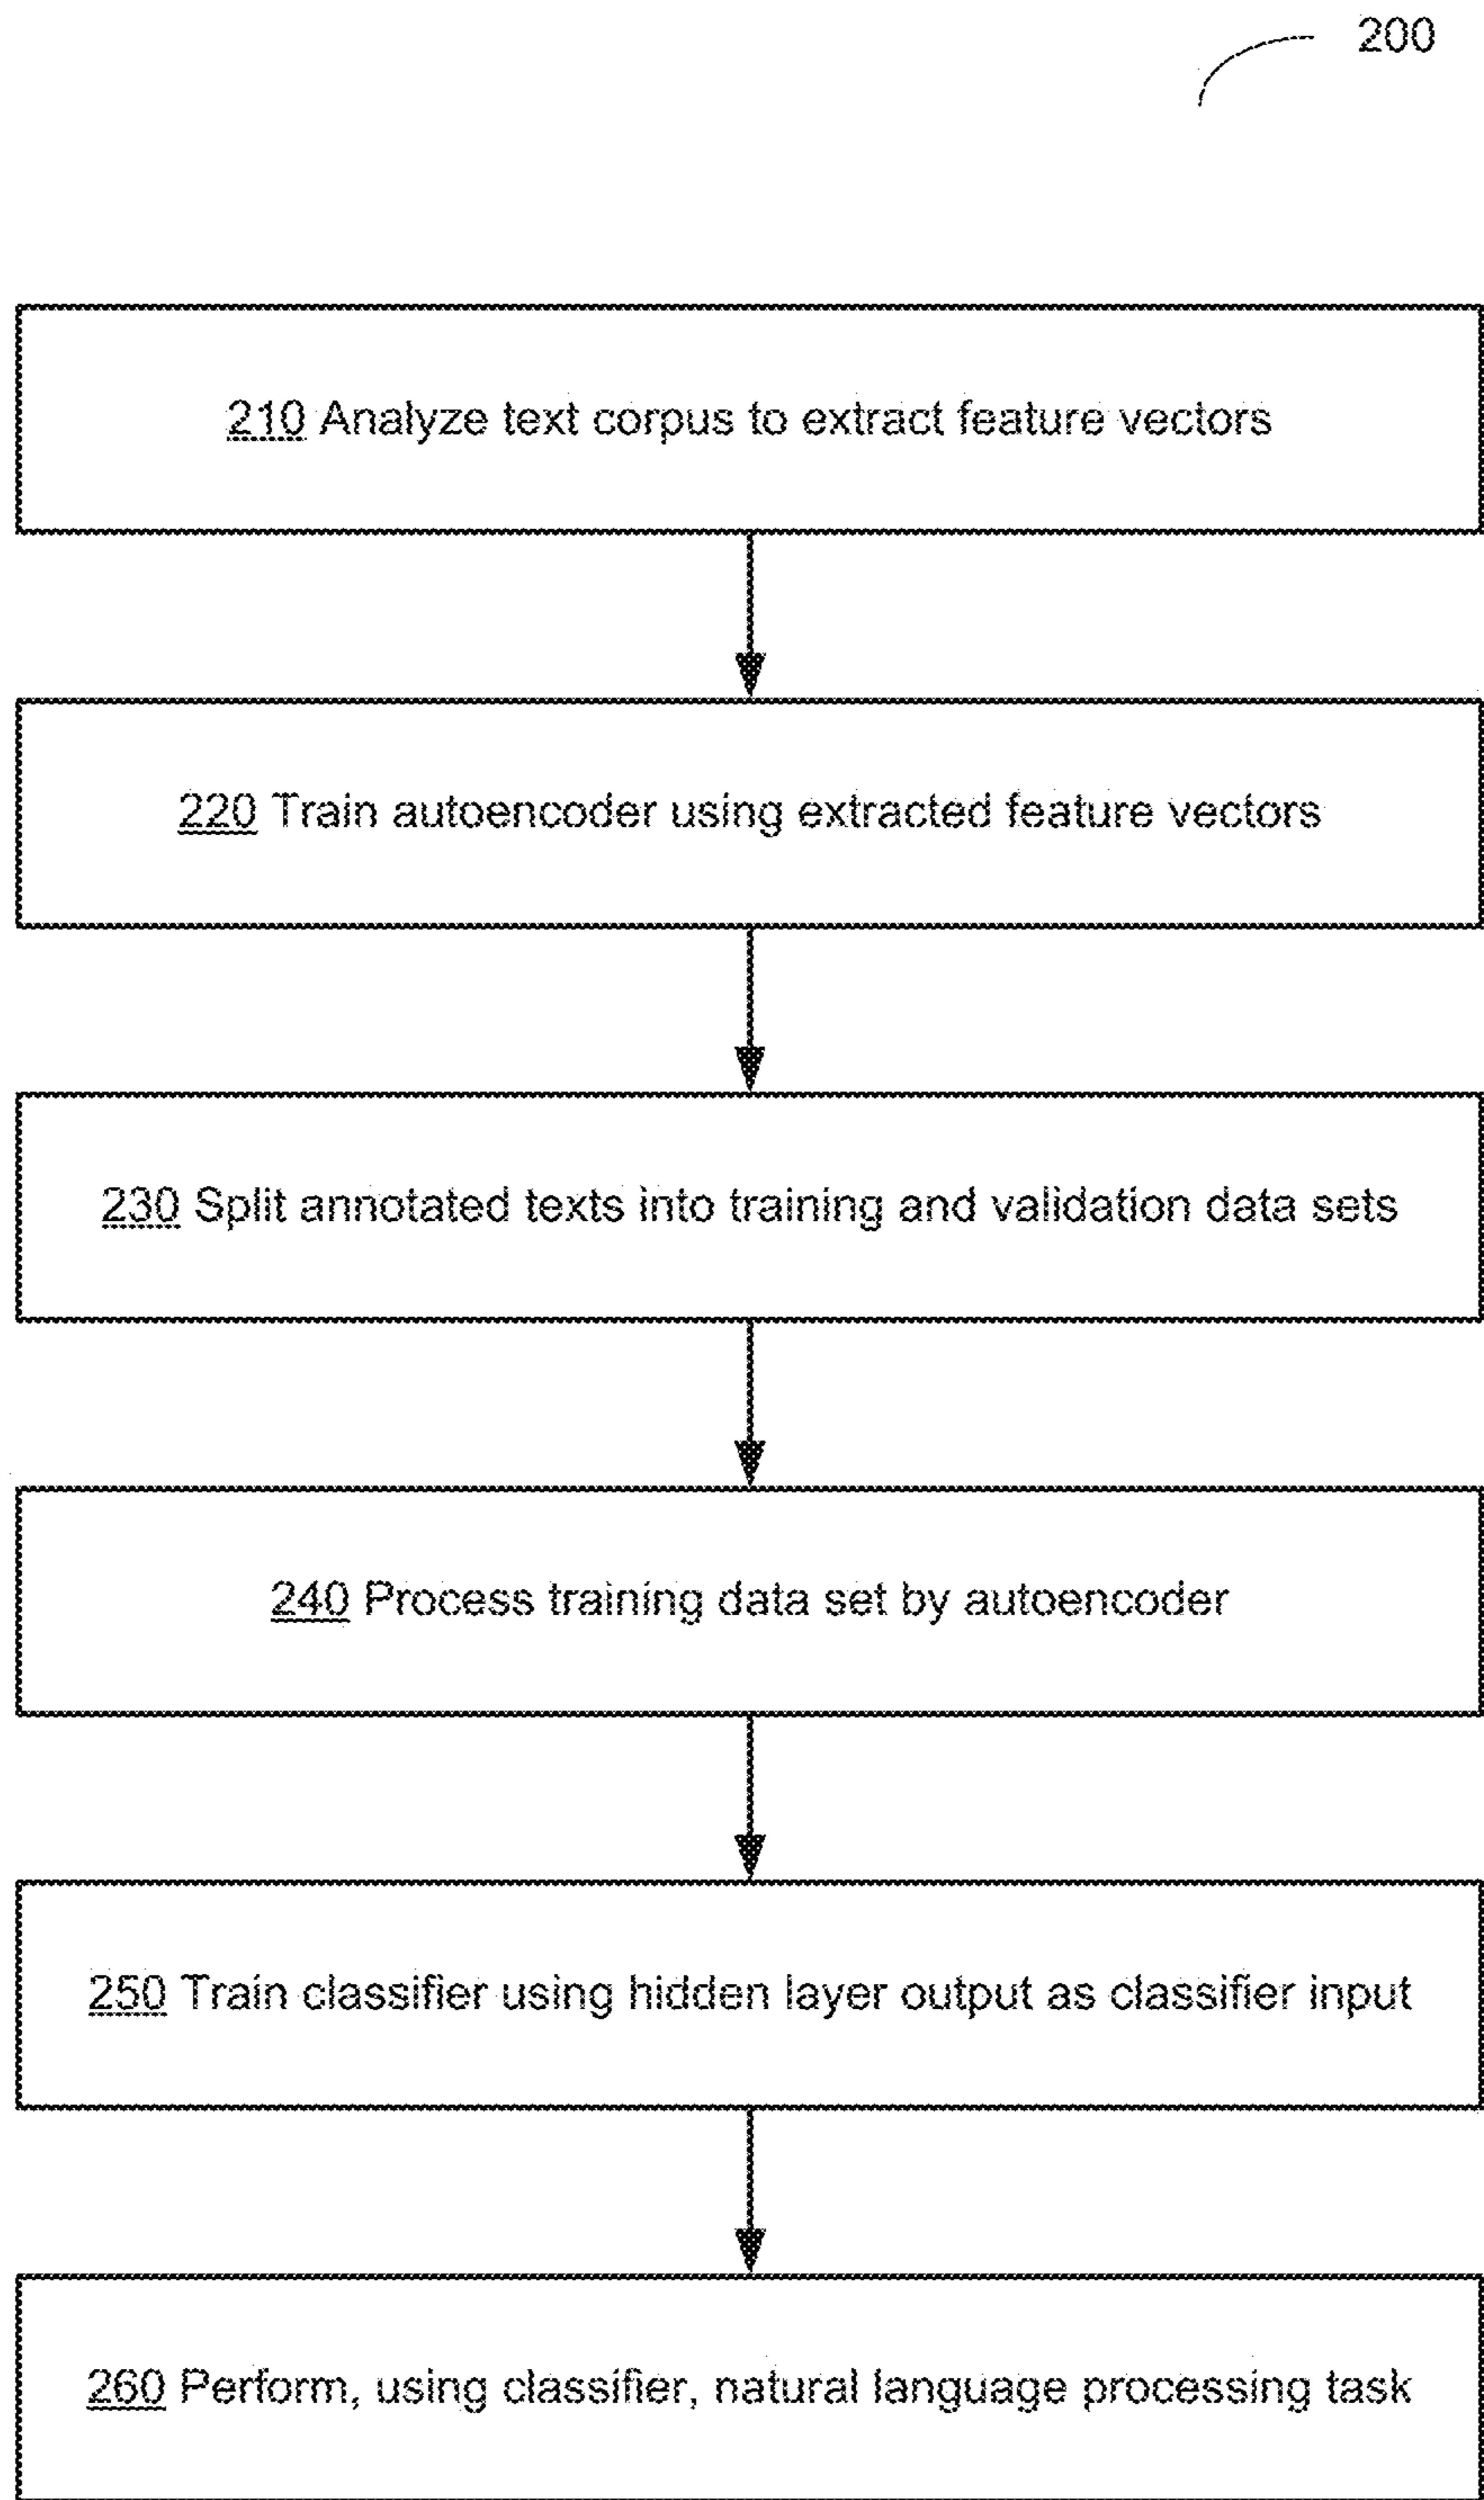 200
210 Analyze text corpus to extract feature vectors
220 Train autoencoder using extracted feature vectors
230 Split annotated texts into training and validation data sets
240 Process training data set by autoencoder
250 Train classifier using hidden layer output as classifier input
260 Perform, using classifier, natural language processing task